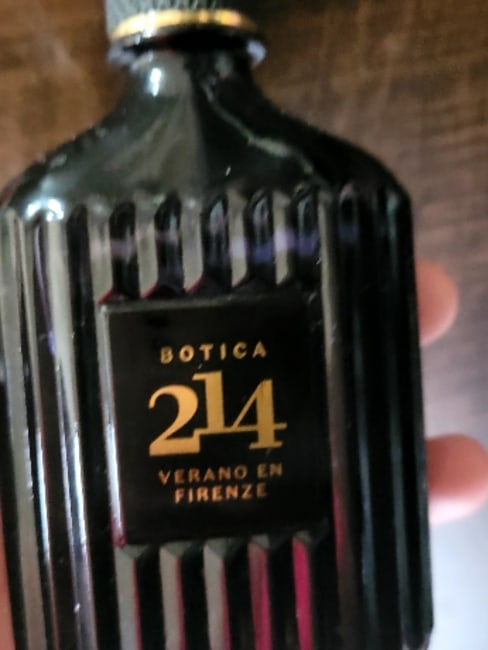 BOTICA
214
VERANO EN
FIRENZE